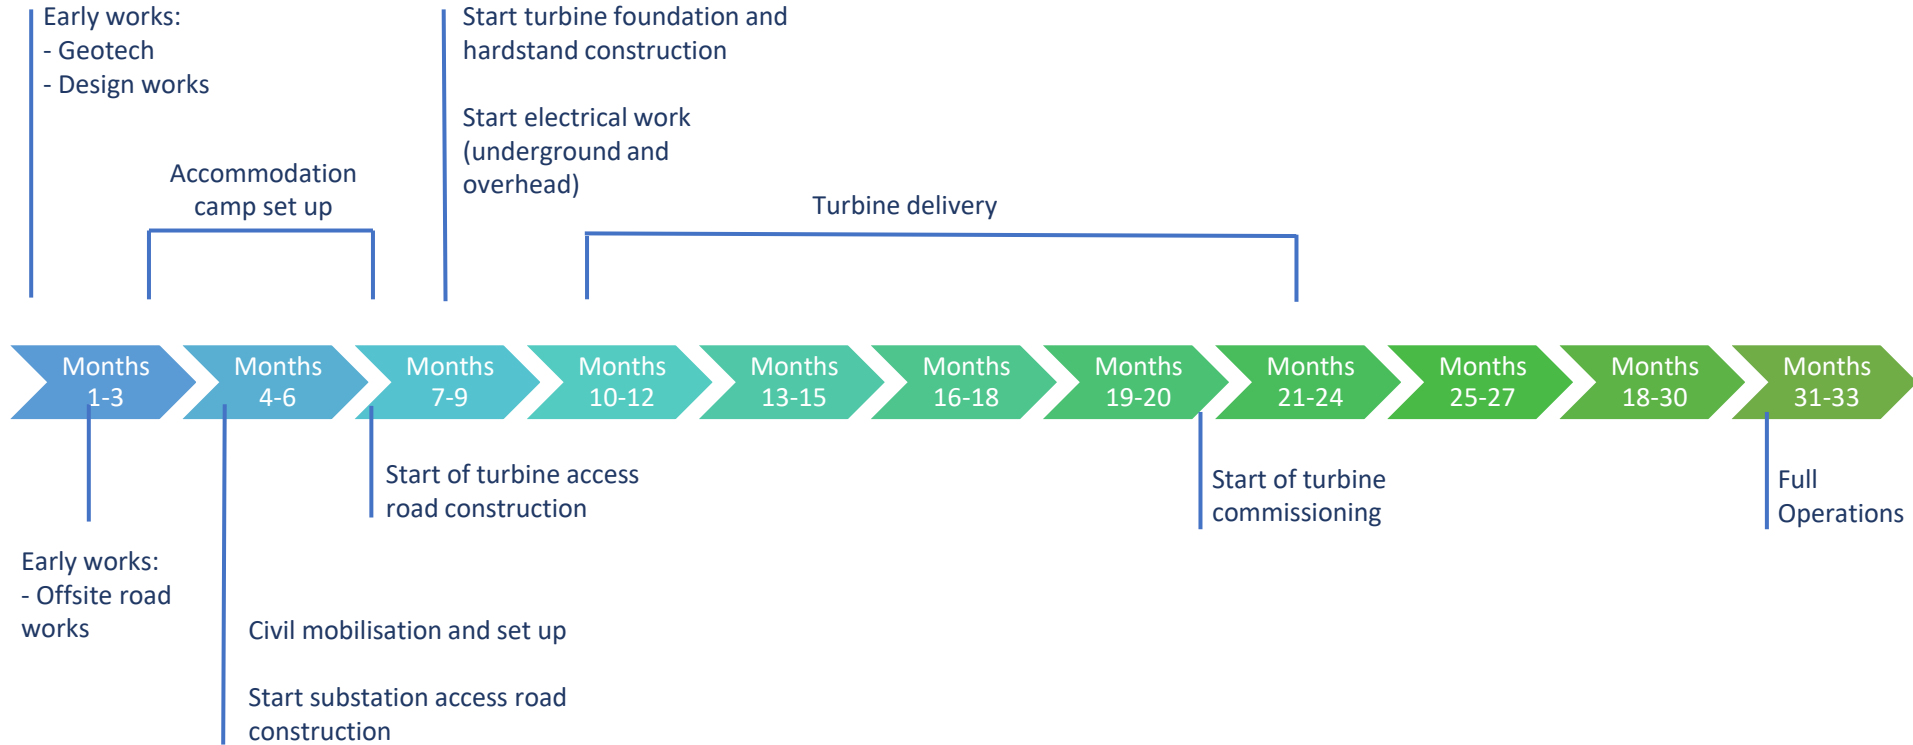 Early works:
- Geotech
- Design works
Start turbine foundation and
hardstand construction
Start electrical work
(underground and
overhead)
Accommodation
camp set up
Turbine delivery
Months
1-3
Months
4-6
Months
7-9
Months
10-12
Months
13-15
Months
16-18
Months
19-20
Months
21-24
Months
25-27
Months
18-30
Months
31-33
Start of turbine access
road construction
Start of turbine
commissioning
Full
Operations
Early works:
- Offsite road
works
Civil mobilisation and set up
Start substation access road
construction